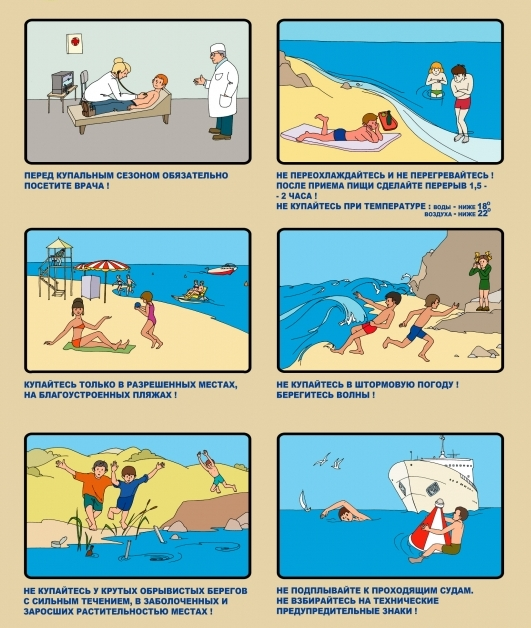 ПЕРЕД КУПАЛЬНЫМ СЕЗОНОМ ОБЯЗАТЕЛЬНО
ПОСЕТИТЕ ВРАЧА !
НЕ ПЕРЕОХЛАЖДАЙТЕСЬ И НЕ ПЕРЕГРЕВАЙТЕСЬ !
ПОСЛЕ ПРИЕМА ПИЩИ СДЕЛАЙТЕ ПЕРЕРЫВ 1,5 -
- 2 ЧАСА !
НЕ КУПАЙТЕСЬ ПРИ ТЕМПЕРАТУРЕ : ВОДЫ - НИЖЕ 18°
ВОЗДУХА - НИЖЕ 22°
КУПАЙТЕСЬ ТОЛЬКО В РАЗРЕШЕННЫХ МЕСТАХ,
НА БЛАГОУСТРОЕННЫХ ПЛЯЖАХ !
НЕ КУПАЙТЕСЬ В ШТОРМОВУЮ ПОГОДУ !
БЕРЕГИТЕСЬ ВОЛНЫ !
НЕ КУПАЙТЕСЬ У КРУТЫХ ОБРЫВИСТЫХ БЕРЕГОВ
С СИЛЬНЫМ ТЕЧЕНИЕМ, В ЗАБОЛОЧЕННЫХ И
ЗАРОСШИХ РАСТИТЕЛЬНОСТЬЮ МЕСТАХ !
НЕ ПОДПЛЫВАЙТЕ К ПРОХОДЯЩИМ СУДАМ.
НЕ ВЗБИРАЙТЕСЬ НА ТЕХНИЧЕСКИЕ
ПРЕДУПРЕДИТЕЛЬНЫЕ ЗНАКИ !